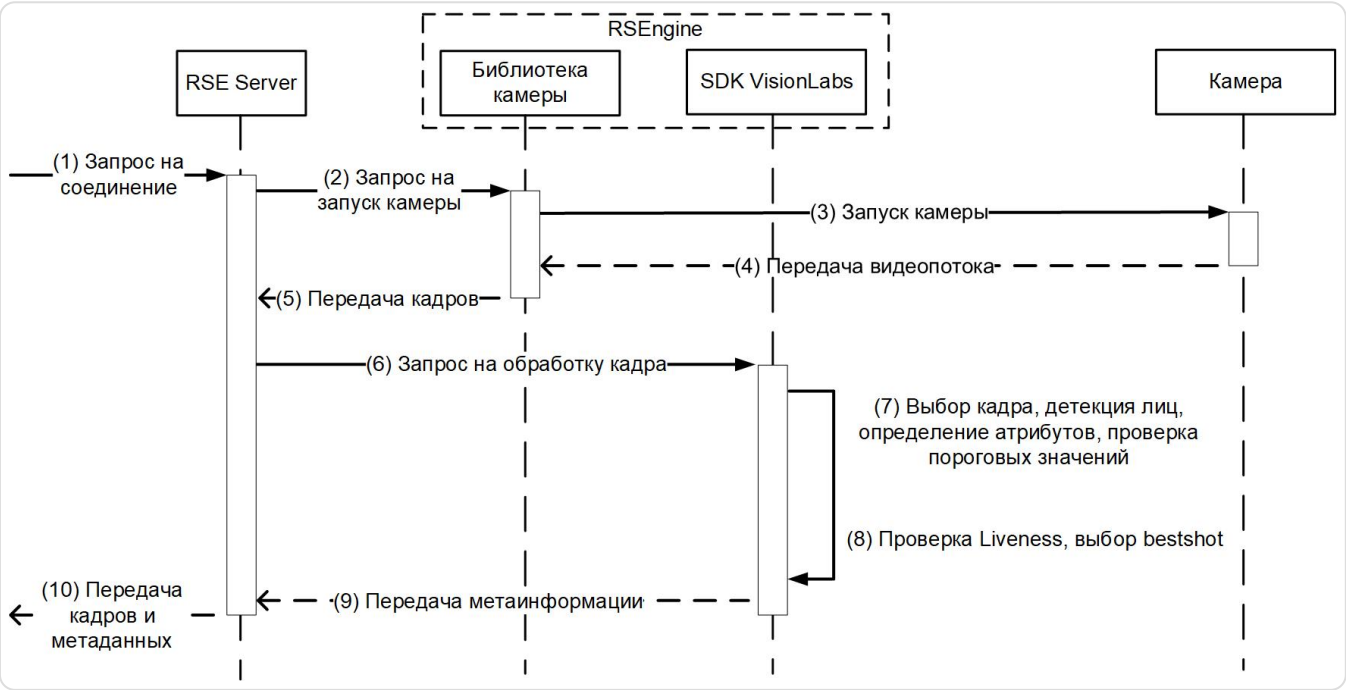 RSEngine
RSE Server
Библиотека
камеры
SDK VisionLabs
Камера
(1) Запрос на
соединение
(2) Запрос на
запуск камеры
(3) Запуск камеры
(4) Передача видеопотока
(5) Передача кадров
(6) Запрос на обработку кадра
(7) Выбор кадра, детекция лиц,
определение атрибутов, проверка
пороговых значений
(8) Проверка Liveness, выбор bestshot
(9) Передача метаинформации
(10) Передача
кадров и
метаданных